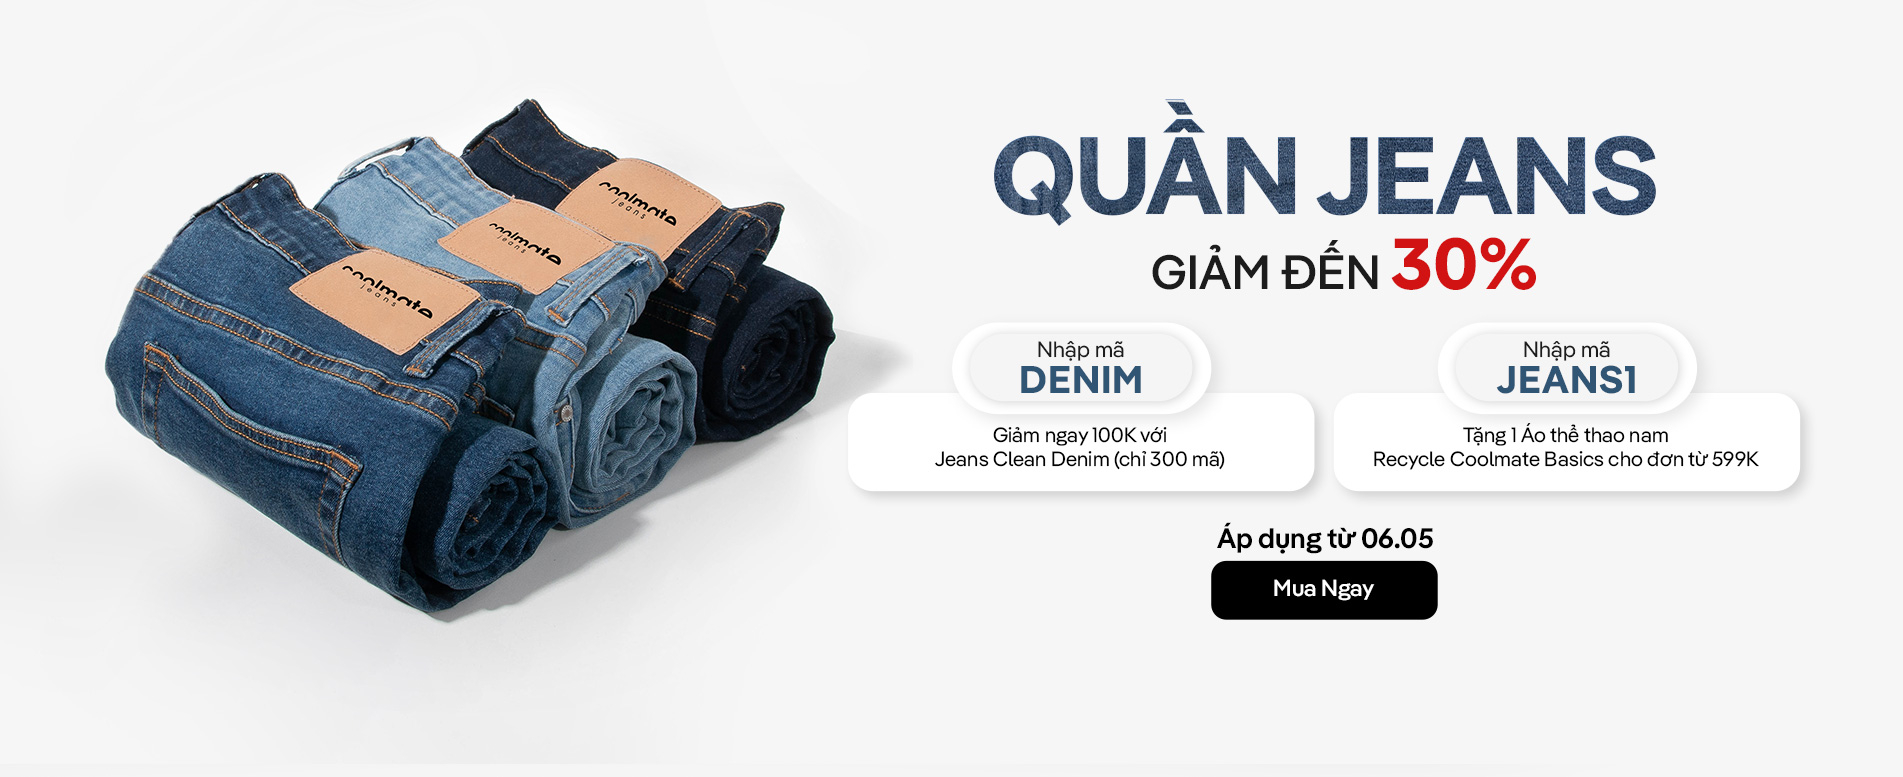 coolmate
jeans
coolmate
jeans
coolmate
jeans
QUẦN JEANS
GIẢM ĐẾN 30%
Nhập mã
DENIM
Giảm ngay 100K với
Jeans Clean Denim (chỉ 300 mã)
Nhập mã
JEANS1
Tặng 1 Áo thể thao nam
Recycle Coolmate Basics cho đơn từ 599K
Áp dụng từ 06.05
Mua Ngay